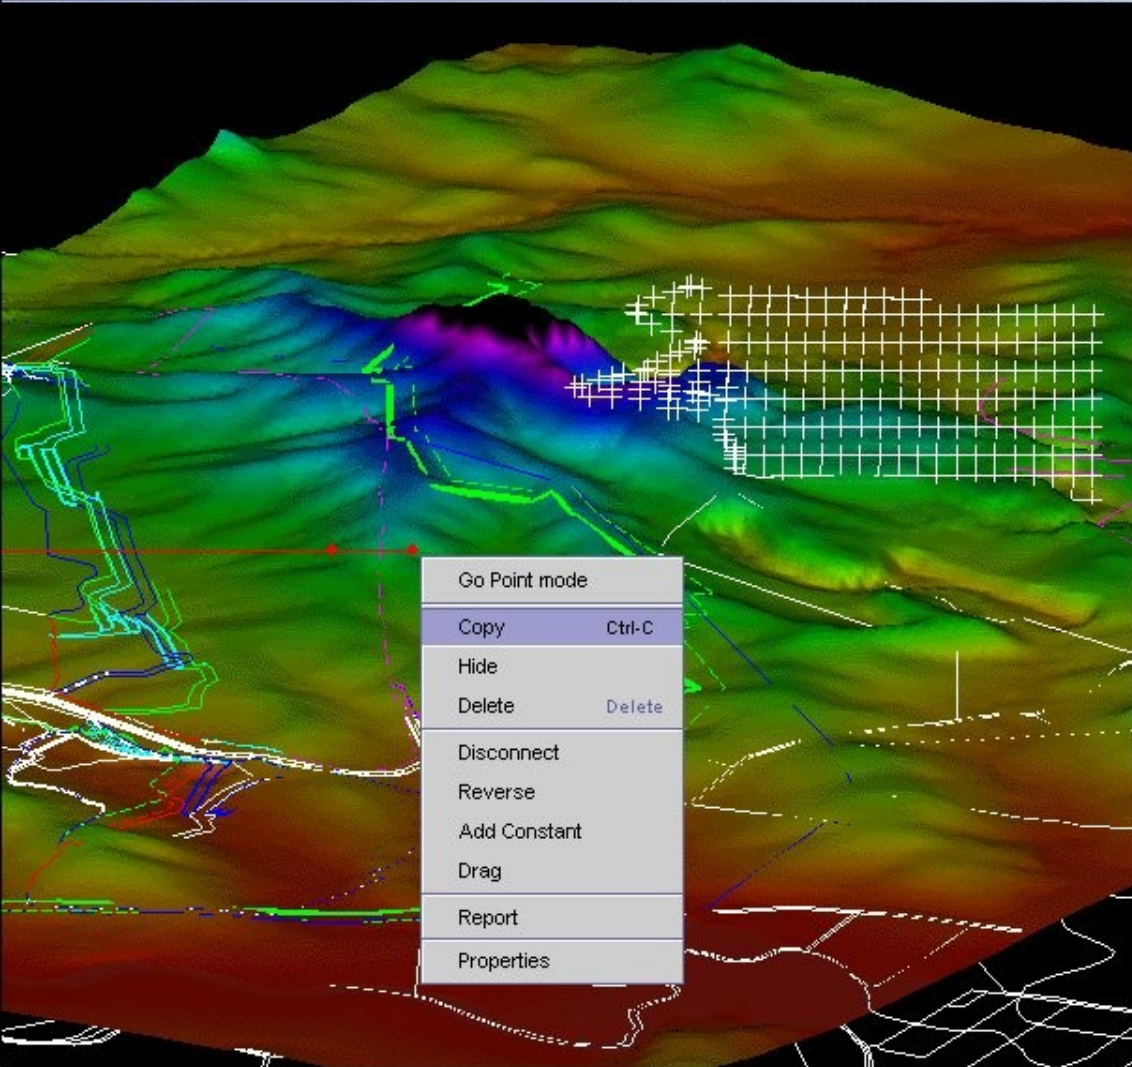 Go Point mode
Copy Ctrl-C
Hide
Delete Delete
Disconnect
Reverse
Add Constant
Drag
Report
Properties